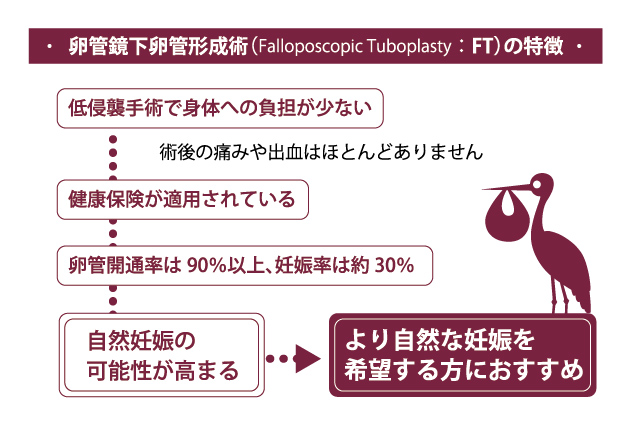 ・ 卵管鏡下卵管形成術（Falloposcopic Tuboplasty：FT）の特徴 ・
低侵襲手術で身体への負担が少ない
術後の痛みや出血はほとんどありません
健康保険が適用されている
卵管開通率は 90％以上、妊娠率は約 30％
自然妊娠の
可能性が高まる
より自然な妊娠を
希望する方におすすめ